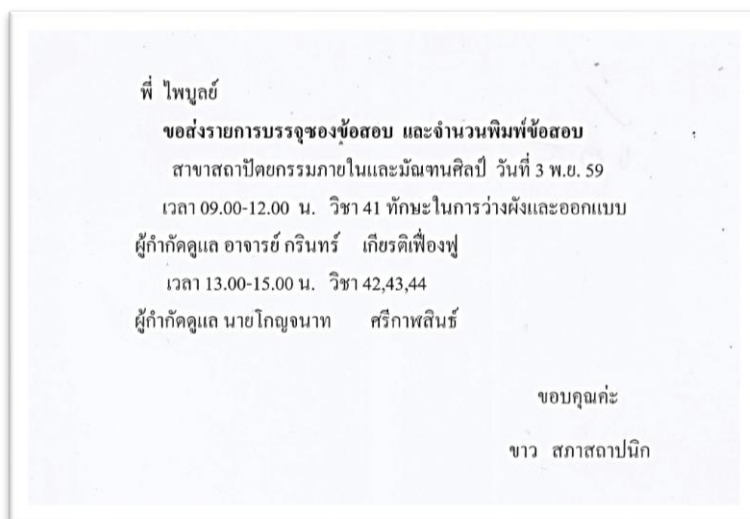 พี่ ไพบูลย์
ขอส่งรายการบรรจุซองข้อสอบ และจำนวนพิมพ์ข้อสอบ
สาขาสถาปัตยกรรมภายในและมัณฑนศิลป์ วันที่ 3 พ.ย. 59
เวลา 09.00-12.00 น. วิชา 41 ทักษะในการว่างผังและออกแบบ
ผู้กำกัดดูแล อาจารย์ กรินทร์ เกียรติเฟื่องฟู
เวลา 13.00-15.00 น. วิชา 42,43,44
ผู้กำกัดดูแล นายโกญจนาท ศรีกาฬสินธ์
ขอบคุณค่ะ
ขาว สภาสถาปนิก